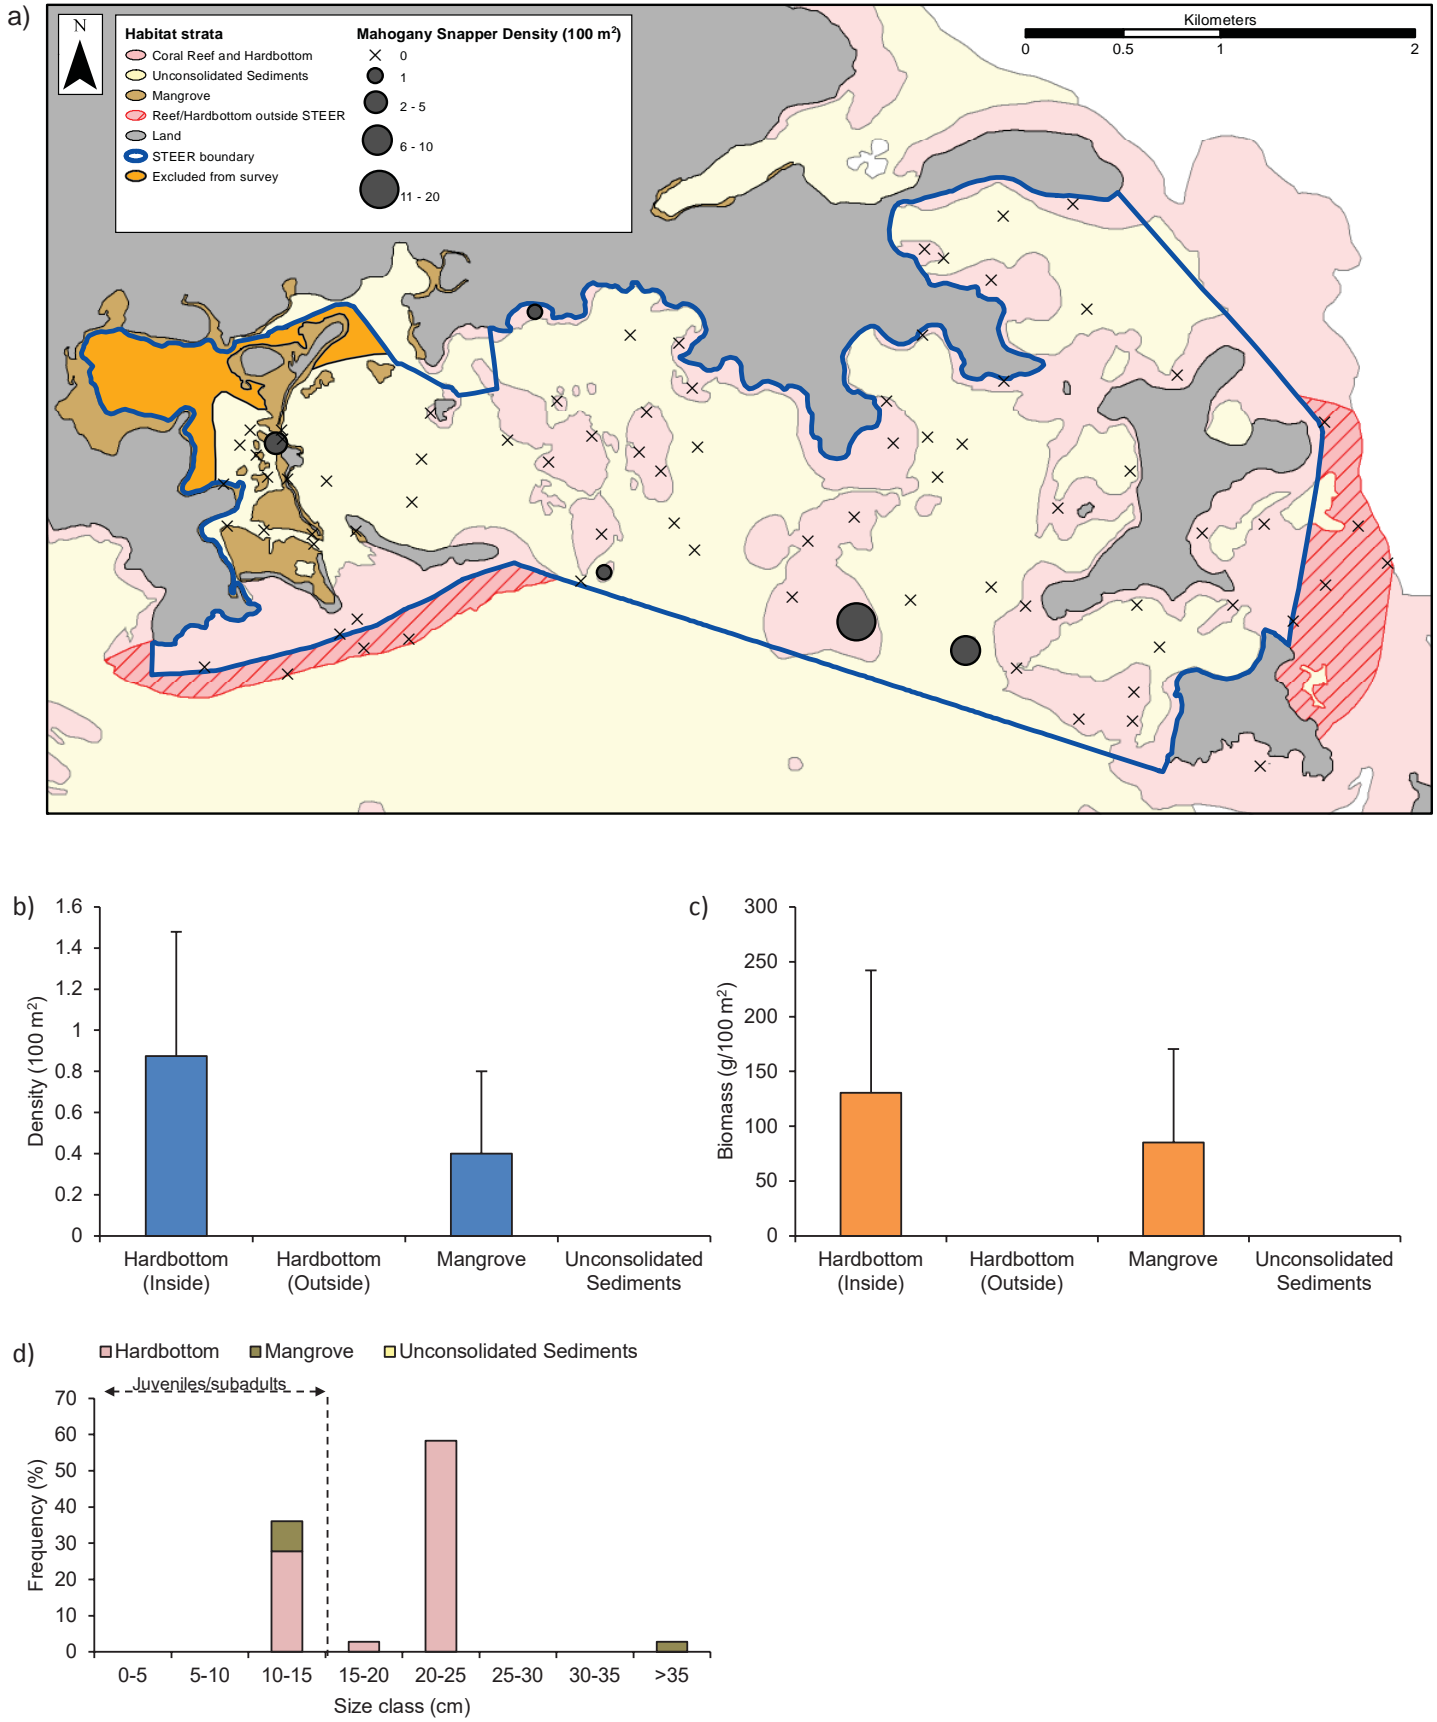 a)
N
Habitat strata
Coral Reef and Hardbottom
Unconsolidated Sediments
Mangrove
Reef/Hardbottom outside STEER
Land
STEER boundary
Excluded from survey
Mahogany Snapper Density (100 m²)
0
1
2 - 5
6 - 10
11 - 20
Kilometers
0 0.5 1 2
b)
1.6
1.4
1.2
1
0.8
0.6
0.4
0.2
0
Density (100 m²)
Hardbottom (Inside)
Hardbottom (Outside)
Mangrove
Unconsolidated Sediments
c)
300
250
200
150
100
50
0
Biomass (g/100 m²)
Hardbottom (Inside)
Hardbottom (Outside)
Mangrove
Unconsolidated Sediments
d)
Hardbottom Mangrove Unconsolidated Sediments
Juveniles/subadults
70
60
50
40
30
20
10
0
Frequency (%)
0-5 5-10 10-15 15-20 20-25 25-30 30-35 >35
Size class (cm)